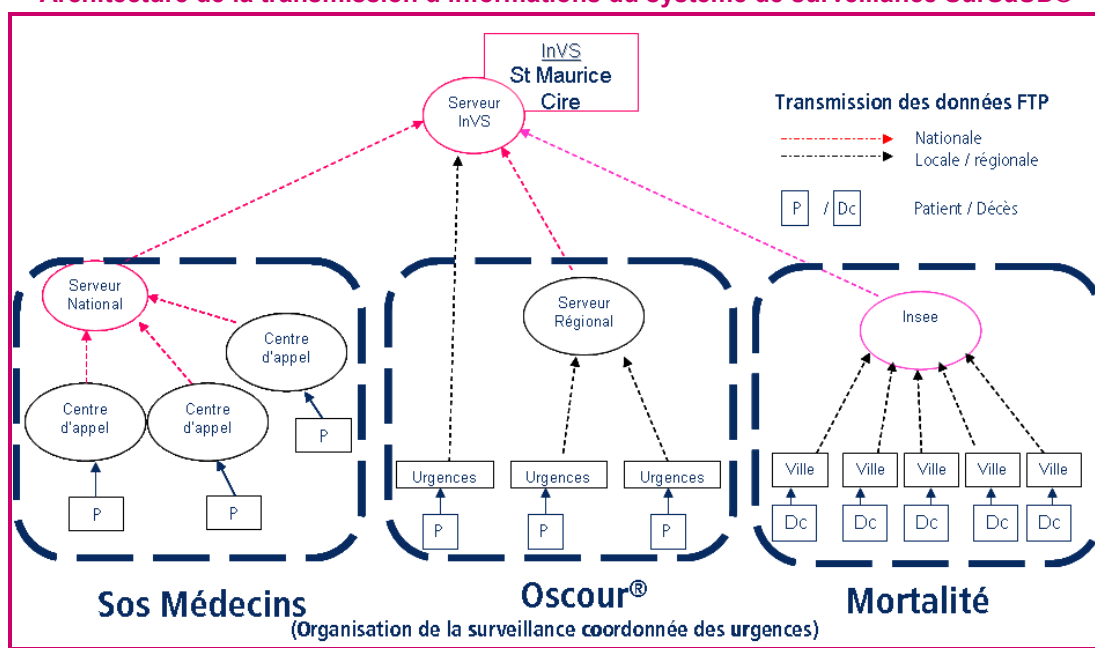 InVS
St Maurice
Cire
Serveur
InVS
Transmission des données FTP
Nationale
Locale / régionale
P / Dc Patient / Décès
Serveur
National
Centre
d'appel
Centre
d'appel
Centre
d'appel
P
P
P
Serveur
Régional
Urgences Urgences Urgences
P P P
Insee
Ville Ville Ville Ville Ville
Dc Dc Dc Dc Dc
Sos Médecins
Oscour®
(Organisation de la surveillance coordonnée des urgences)
Mortalité